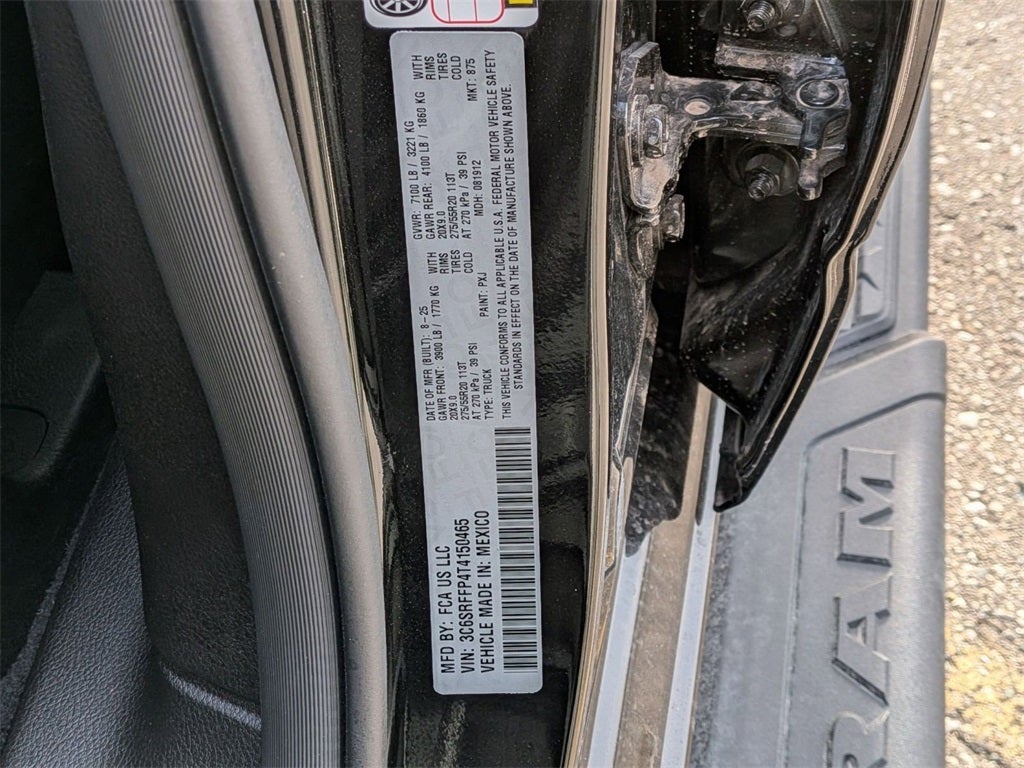 MFD BY: FCA US LLC
VIN: 3C6SRFFP4T4150465
VEHICLE MADE IN: MEXICO
DATE OF MFR (BUILT): 8-25 GVWR: 7100 LB / 3221 KG
GAWR FRONT: 3900 LB / 1770 KG WITH GAWR REAR: 4100 LB / 1860 KG WITH
20X9.0 RIMS 20X9.0 RIMS
275/55R20 113T TIRES 275/55R20 113T TIRES
AT 270 kPa / 39 PSI COLD AT 270 kPa / 39 PSI COLD
TYPE: TRUCK PAINT: PXJ MDH: 081912 MKT: 875
THIS VEHICLE CONFORMS TO ALL APPLICABLE U.S.A. FEDERAL MOTOR VEHICLE SAFETY
STANDARDS IN EFFECT ON THE DATE OF MANUFACTURE SHOWN ABOVE.
RAM